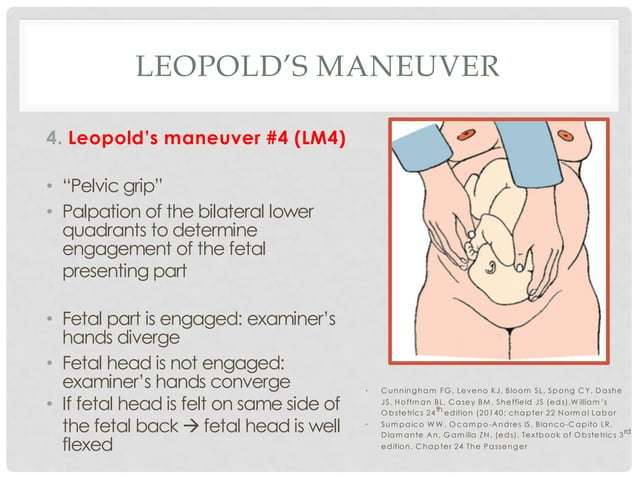 LEOPOLD’S MANEUVER
4. Leopold’s maneuver #4 (LM4)
• “Pelvic grip”
• Palpation of the bilateral lower
quadrants to determine
engagement of the fetal
presenting part
• Fetal part is engaged: examiner’s
hands diverge
• Fetal head is not engaged:
examiner’s hands converge
• If fetal head is felt on same side of
the fetal back → fetal head is well
flexed
• Cunningham FG, Leveno KJ, Bloom SL, Spong CY, Dashe
JS, Hoffman BL, Casey BM, Sheffield JS (eds).William’s
Obstetrics 24th edition (20140; chapter 22 Normal Labor
• Sumpaico WW, Ocampo-Andres IS, Blanco-Capito LR,
Diamante An, Gamilla ZN. (eds). Textbook of Obstetrics 3rd
edition. Chapter 24 The Passenger